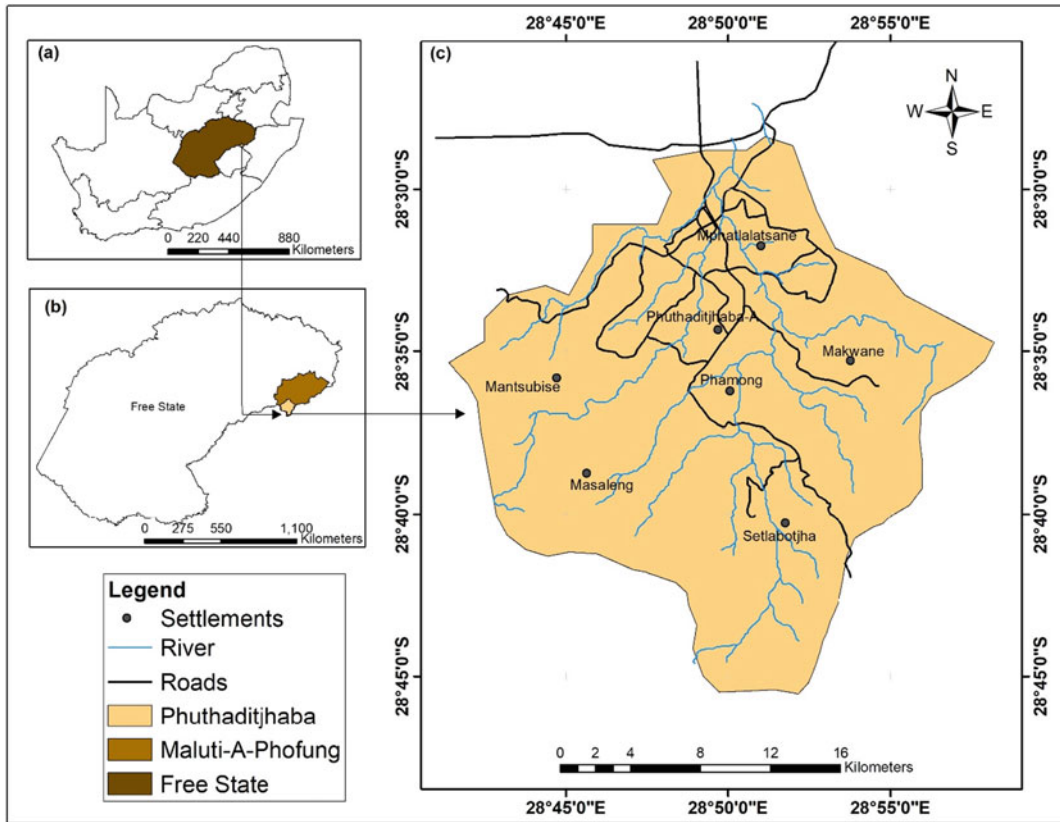 (a)
0 220 440 880
Kilometers
(b)
Free State
0 275 550 1,100
Kilometers
Legend
Settlements
River
Roads
Phuthaditjhaba
Maluti-A-Phofung
Free State
(c)
28°45'0"E 28°50'0"E 28°55'0"E
N
W E
S
28°30'0"S 28°30'0"S
Mphatlalatsane
Phuthaditjhaba-A
28°35'0"S 28°35'0"S
Makwane
Mantsubise
Phamong
Masaleng
28°40'0"S 28°40'0"S
Setlabotjha
28°45'0"S 28°45'0"S
0 2 4 8 12 16
Kilometers
28°45'0"E 28°50'0"E 28°55'0"E